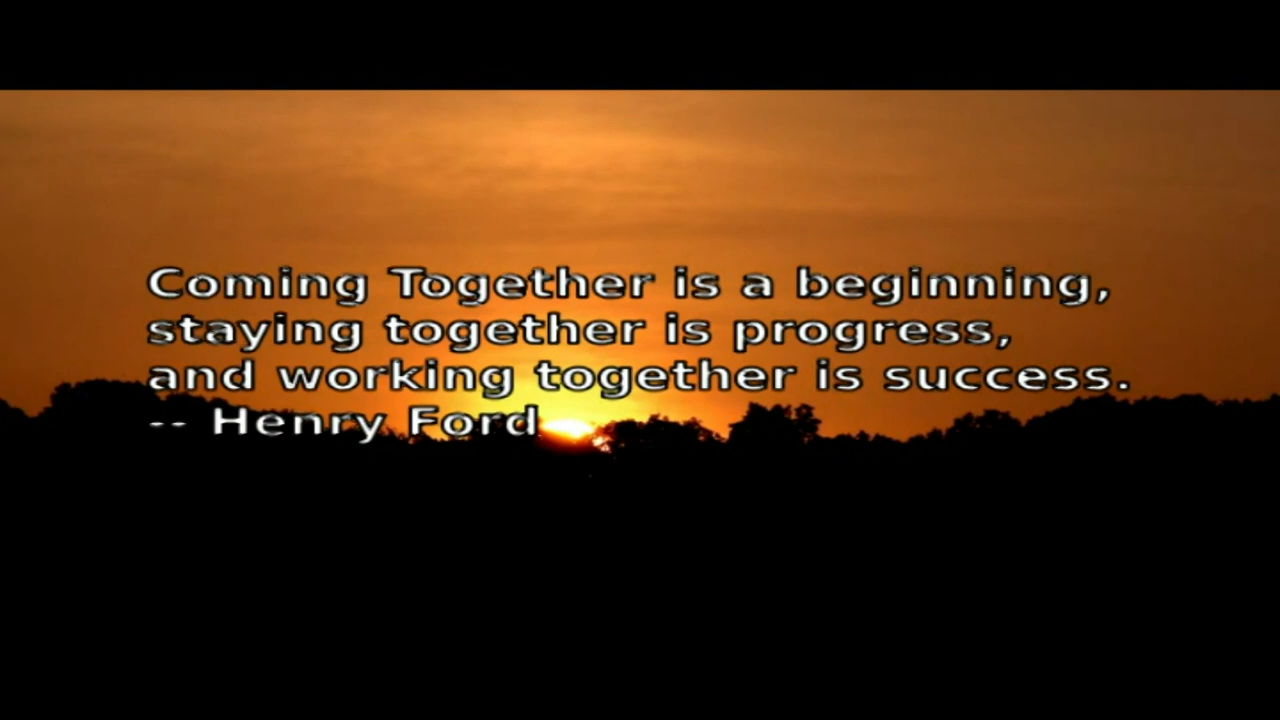 Coming Together is a beginning,
staying together is progress,
and working together is success.
-- Henry Ford